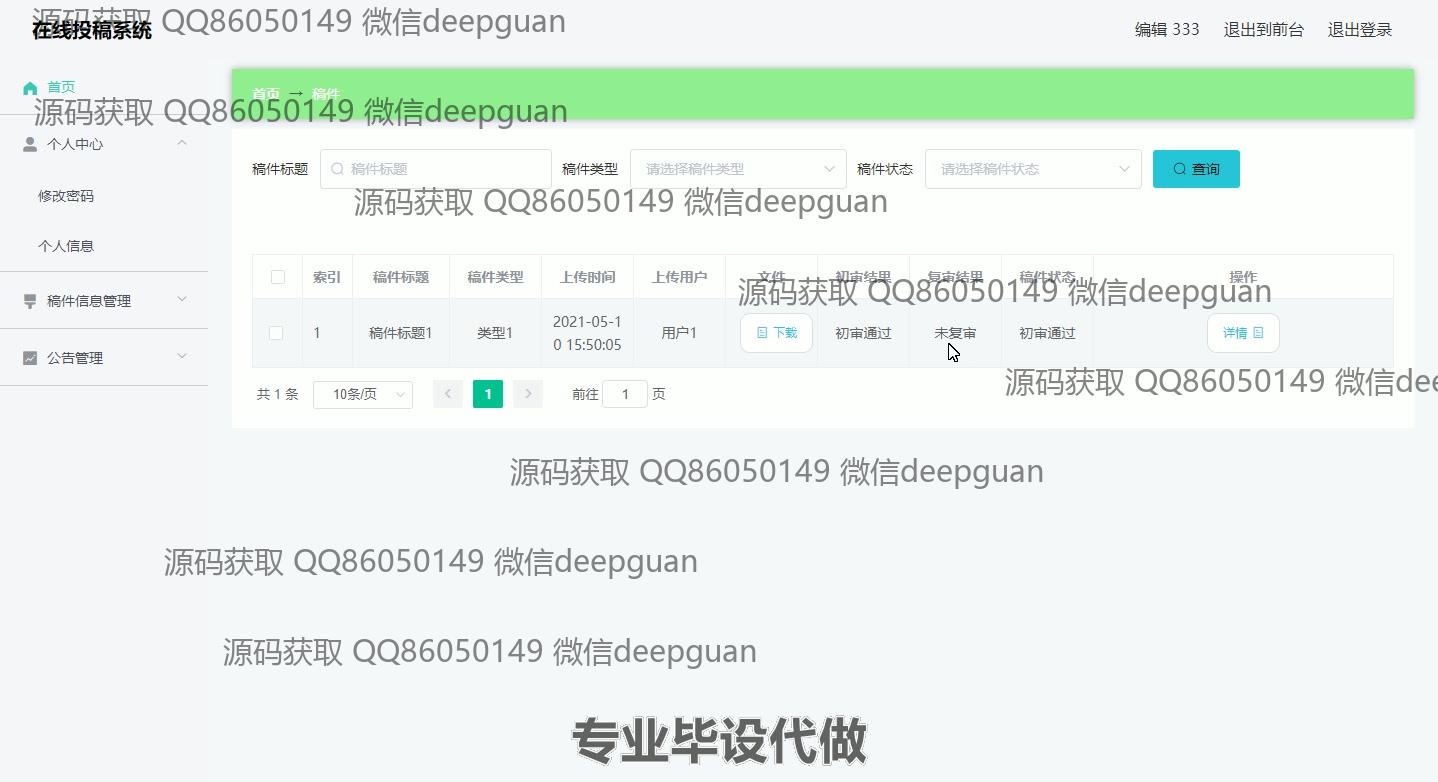 源码获取 QQ86050149 微信deepguan
在线投稿系统
编辑 333 退出到前台 退出登录
首页
首页 → 稿件
源码获取 QQ86050149 微信deepguan
个人中心
修改密码
个人信息
稿件信息管理
公告管理
稿件标题 稿件标题 稿件类型 请选择稿件类型 稿件状态 请选择稿件状态 查询
源码获取 QQ86050149 微信deepguan
索引 稿件标题 稿件类型 上传时间 上传用户 文件 初审结果 复审结果 稿件状态 操作
源码获取 QQ86050149 微信deepguan
1 稿件标题1 类型1 2021-05-1 用户1 下载 初审通过 未复审 初审通过 详情
0 15:50:05
源码获取 QQ86050149 微信dee
共 1 条 10条/页 1 前往 1 页
源码获取 QQ86050149 微信deepguan
源码获取 QQ86050149 微信deepguan
源码获取 QQ86050149 微信deepguan
专业毕设代做